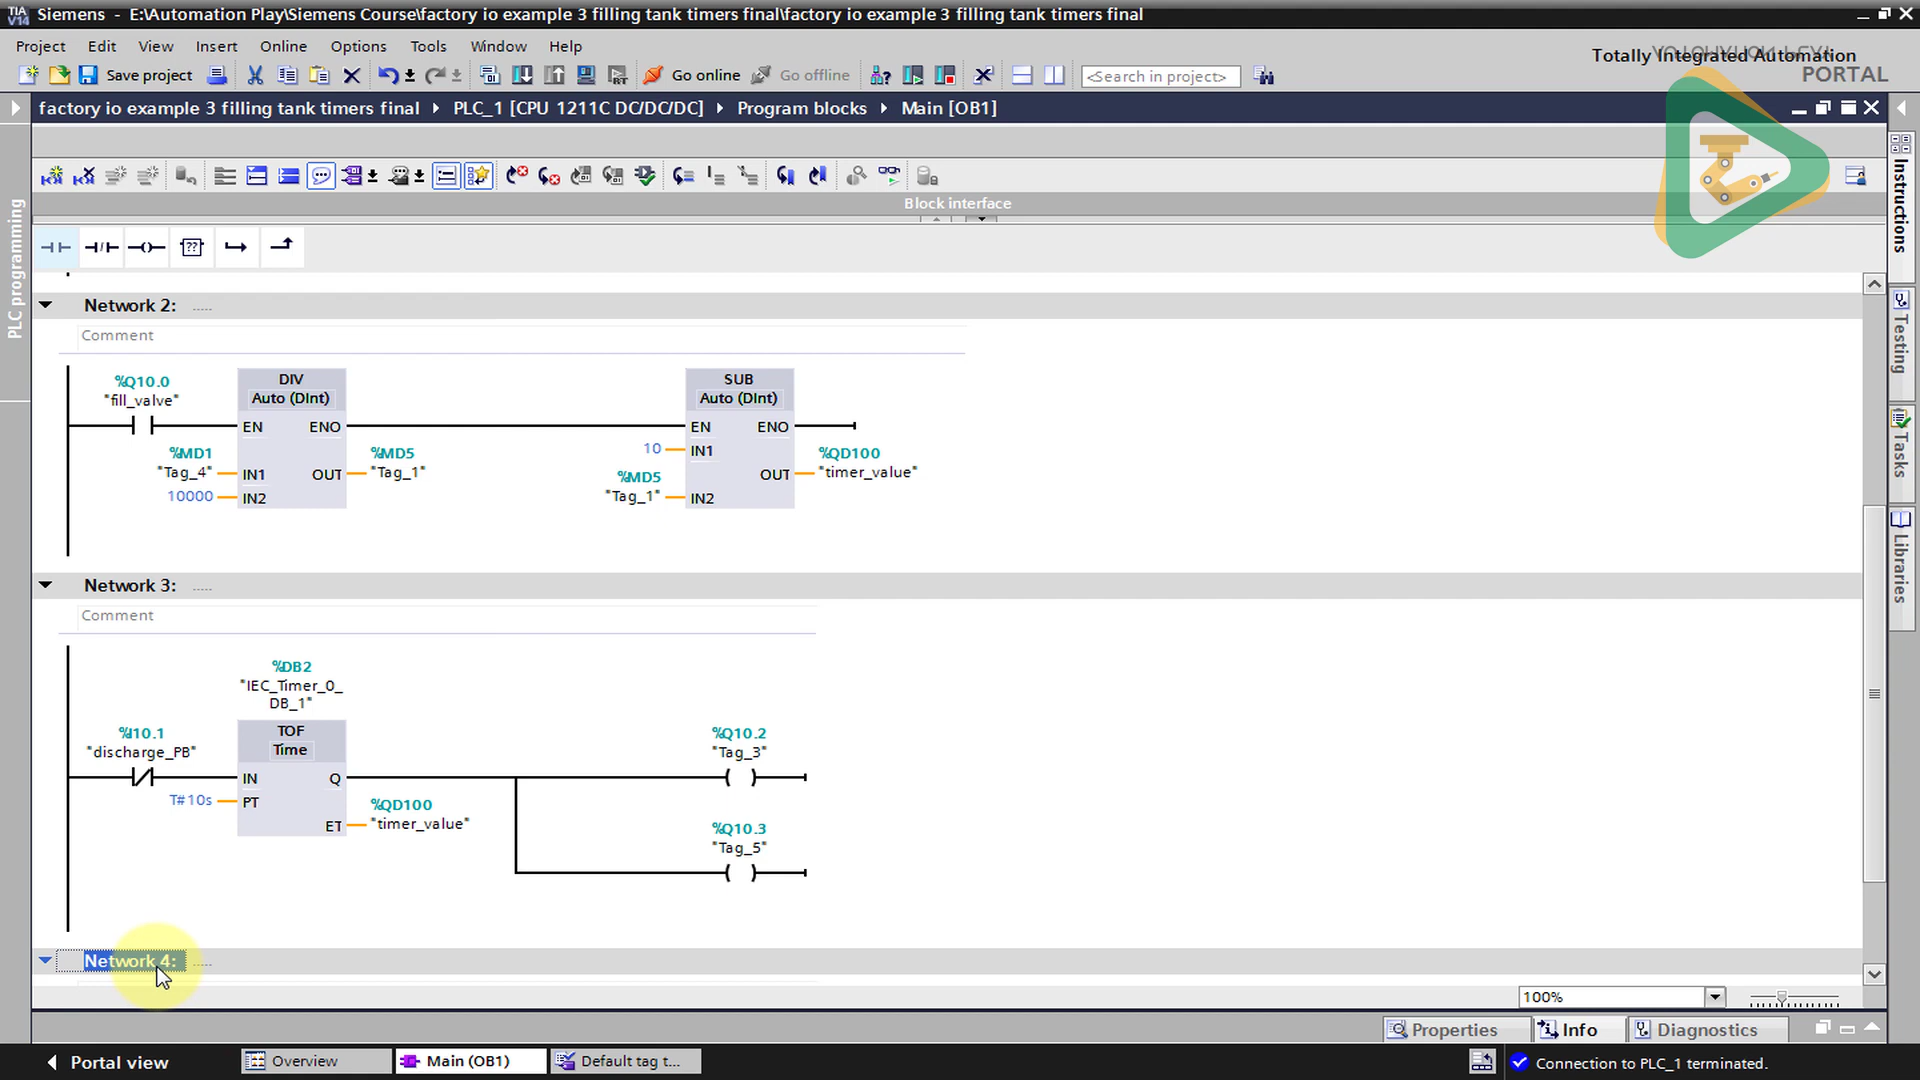 TIA V14 Siemens - E:\Automation Play\Siemens Course\factory io example 3 filling tank timers final\factory io example 3 filling tank timers final
Project Edit View Insert Online Options Tools Window Help
Totally Integrated Automation
PORTAL
Save project Go online Go offline <Search in project>
factory io example 3 filling tank timers final PLC_1 [CPU 1211C DC/DC/DC] Program blocks Main [OB1]
Block interface
??
PLC programming
Instructions
Testing
Tasks
Libraries
Network 2: .....
Comment
%Q10.0
"fill_valve"
DIV
Auto (DInt)
EN ENO
%MD1
"Tag_4" IN1
10000 IN2
OUT %MD5
"Tag_1"
SUB
Auto (DInt)
EN ENO
10 IN1
%MD5
"Tag_1" IN2
OUT %QD100
"timer_value"
Network 3: .....
Comment
%DB2
"IEC_Timer_0_
DB_1"
TOF
Time
%I10.1
"discharge_PB"
IN Q
T#10s PT
ET %QD100
"timer_value"
%Q10.2
"Tag_3"
%Q10.3
"Tag_5"
Network 4: .....
100%
Properties Info Diagnostics
Portal view Overview Main (OB1) Default tag t... Connection to PLC_1 terminated.